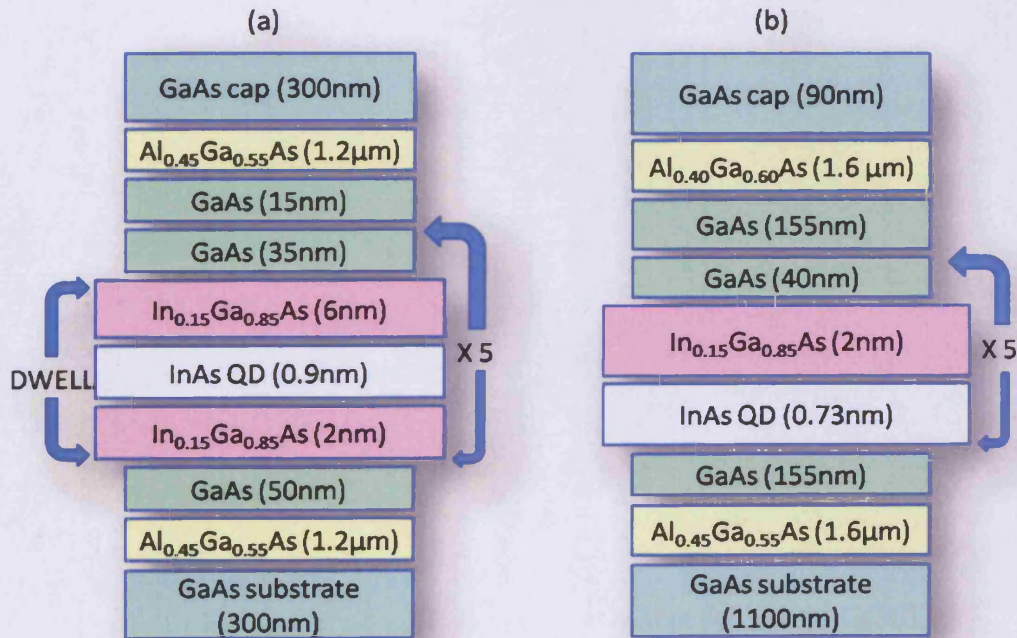 (a)
GaAs cap (300nm)
Al0.45Ga0.55As (1.2μm)
GaAs (15nm)
GaAs (35nm)
In0.15Ga0.85As (6nm)
InAs QD (0.9nm)
In0.15Ga0.85As (2nm)
GaAs (50nm)
Al0.45Ga0.55As (1.2μm)
GaAs substrate
(300nm)
DWELL
X 5
(b)
GaAs cap (90nm)
Al0.40Ga0.60As (1.6 μm)
GaAs (155nm)
GaAs (40nm)
In0.15Ga0.85As (2nm)
InAs QD (0.73nm)
GaAs (155nm)
Al0.45Ga0.55As (1.6μm)
GaAs substrate
(1100nm)
X 5